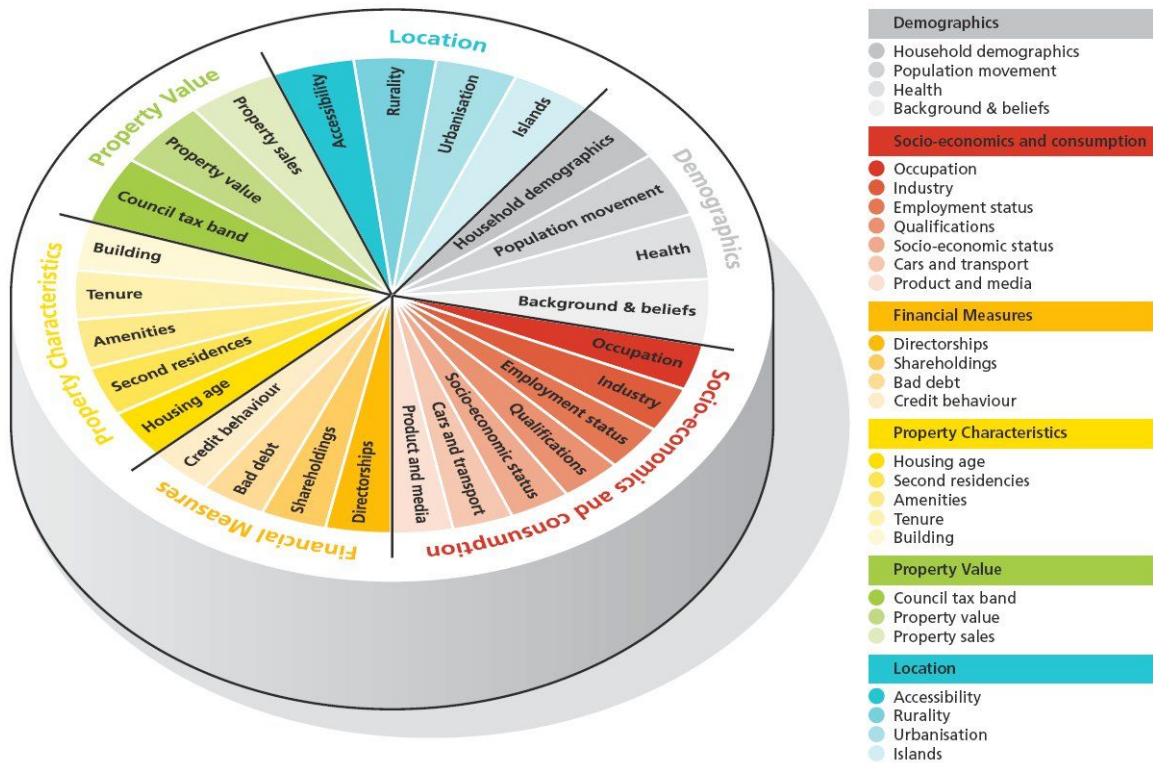 Location
Accessibility
Rurality
Urbanisation
Islands
Demographics
Household demographics
Population movement
Health
Background & beliefs
Socio-economics and consumption
Occupation
Industry
Employment status
Qualifications
Socio-economic status
Cars and transport
Product and media
Financial Measures
Directorships
Shareholdings
Bad debt
Credit behaviour
Property Characteristics
Housing age
Second residences
Amenities
Tenure
Building
Property Value
Council tax band
Property value
Property sales
Demographics
Household demographics
Population movement
Health
Background & beliefs
Socio-economics and consumption
Occupation
Industry
Employment status
Qualifications
Socio-economic status
Cars and transport
Product and media
Financial Measures
Directorships
Shareholdings
Bad debt
Credit behaviour
Property Characteristics
Housing age
Second residencies
Amenities
Tenure
Building
Property Value
Council tax band
Property value
Property sales
Location
Accessibility
Rurality
Urbanisation
Islands